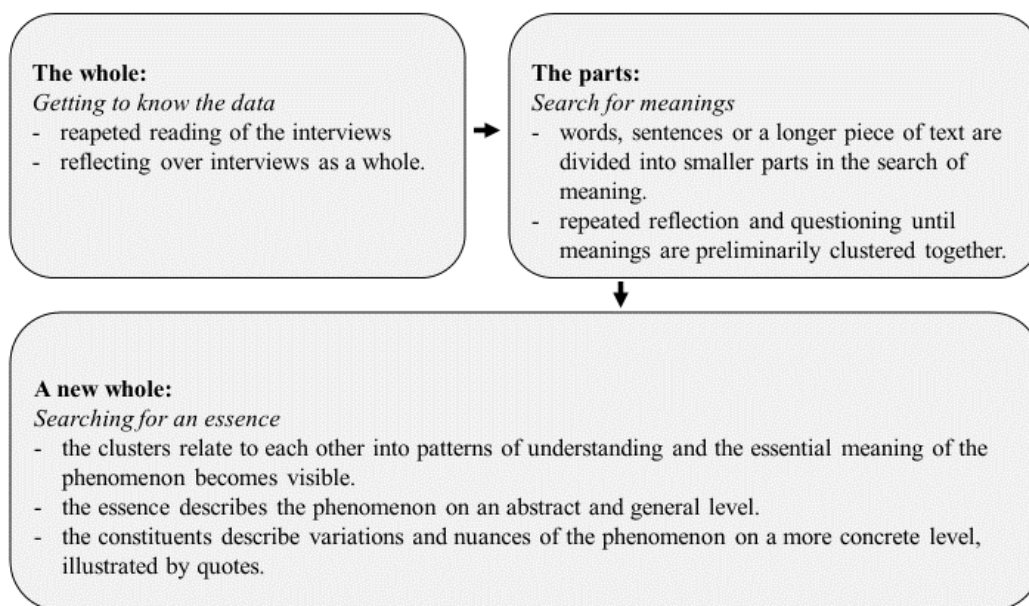 The whole:
Getting to know the data
- reapeted reading of the interviews
- reflecting over interviews as a whole.
The parts:
Search for meanings
- words, sentences or a longer piece of text are
divided into smaller parts in the search of
meaning.
- repeated reflection and questioning until
meanings are preliminarily clustered together.
A new whole:
Searching for an essence
- the clusters relate to each other into patterns of understanding and the essential meaning of the
phenomenon becomes visible.
- the essence describes the phenomenon on an abstract and general level.
- the constituents describe variations and nuances of the phenomenon on a more concrete level,
illustrated by quotes.